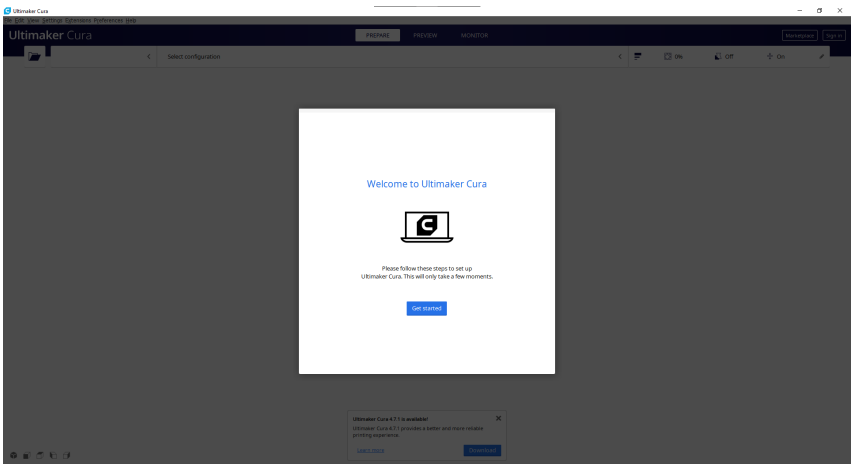 Ultimaker Cura
File Edit View Settings Extensions Preferences Help
Ultimaker Cura
PREPARE PREVIEW MONITOR
Marketplace Sign in
Select configuration
0% Off On
Welcome to Ultimaker Cura
Please follow these steps to set up
Ultimaker Cura. This will only take a few moments.
Get started
Ultimaker Cura 4.7.1 is available!
Ultimaker Cura 4.7.1 provides a better and more reliable
printing experience.
Learn more Download